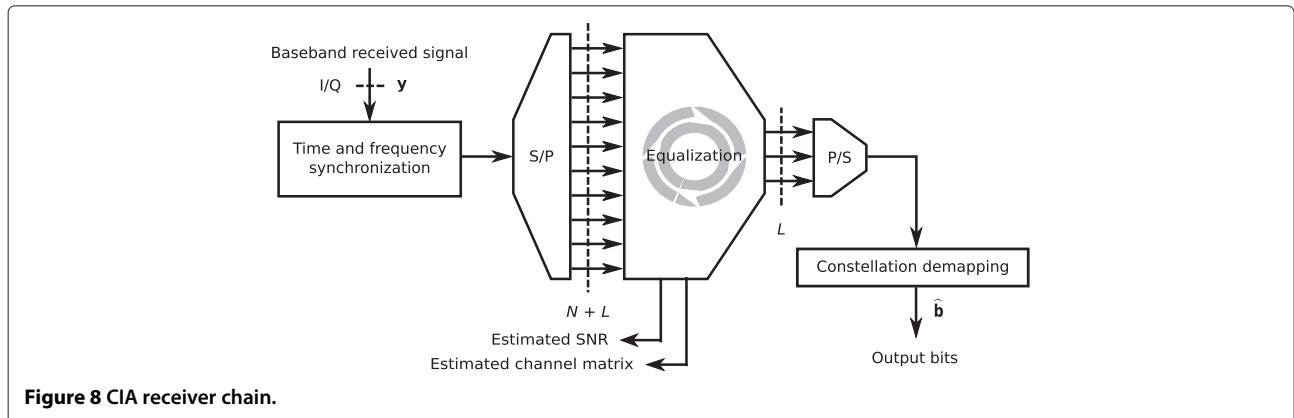 Baseband received signal
I/Q
y
Time and frequency
synchronization
S/P
N + L
Equalization
Estimated SNR
Estimated channel matrix
L
P/S
Constellation demapping
b̂
Output bits
Figure 8 CIA receiver chain.